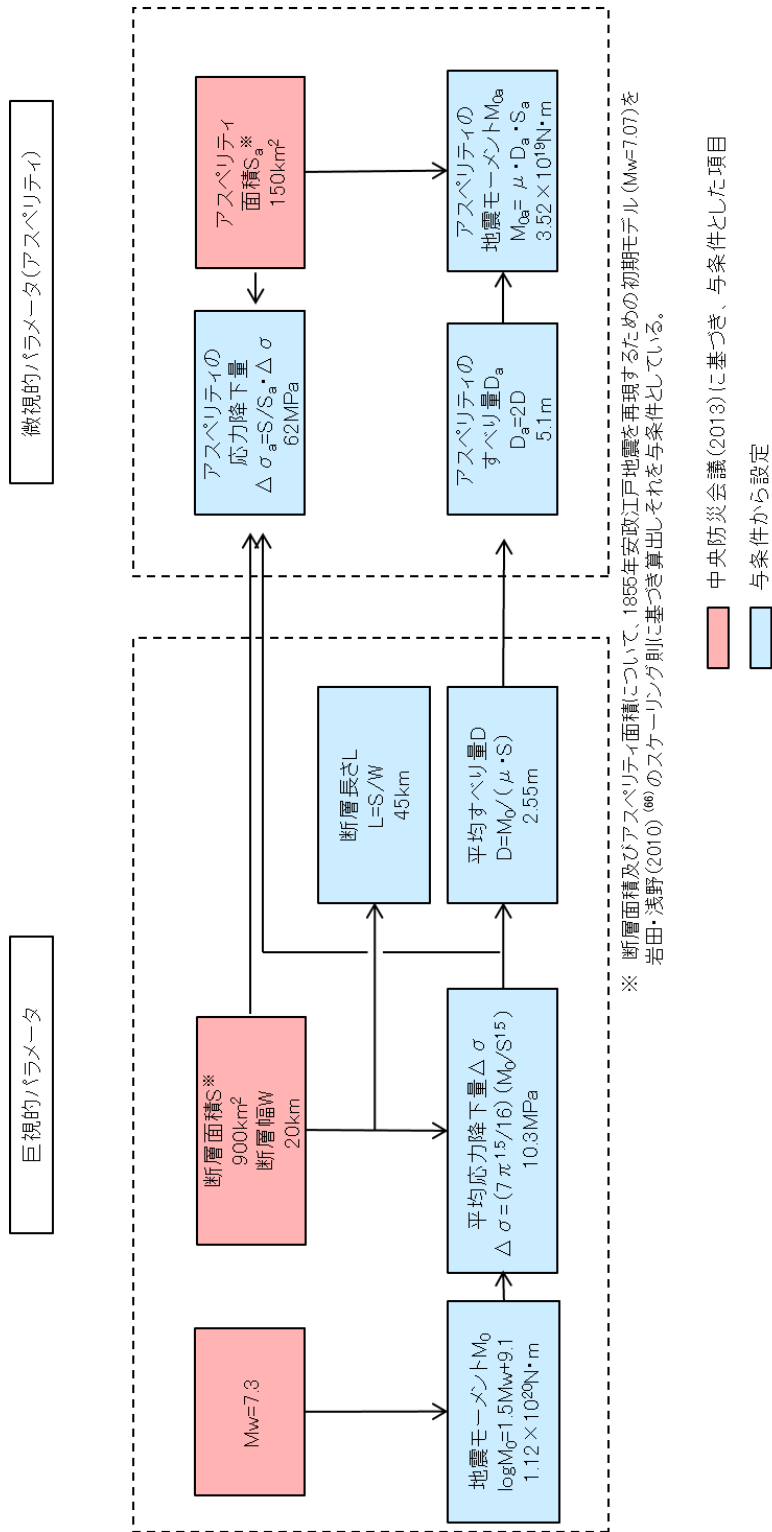 巨視的パラメータ
微視的パラメータ(アスペリティ)
Mw=7.3
断層面積S※
900km²
断層幅W
20km
地震モーメントM₀
logM₀=1.5Mw+9.1
1.12×10²⁰N・m
平均応力降下量Δσ
Δσ=(7π¹·⁵/16)(M₀/S¹·⁵)
10.3MPa
断層長さL
L=S/W
45km
平均すべり量D
D=M₀/(μ・S)
2.55m
アスペリティの
応力降下量
Δσₐ=S/Sₐ・Δσ
62MPa
アスペリティ
面積Sₐ※
150km²
アスペリティの
すべり量Dₐ
Dₐ=2D
5.1m
アスペリティの
地震モーメントM₀ₐ
M₀ₐ=μ・Dₐ・Sₐ
3.52×10¹⁹N・m
※ 断層面積及びアスペリティ面積について、1855年安政江戸地震を再現するための初期モデル(Mw=7.07)を
岩田・浅野(2010)⁽⁶⁶⁾のスケーリング則に基づき算出しそれを与条件としている。
中央防災会議(2013)に基づき、与条件とした項目
与条件から設定